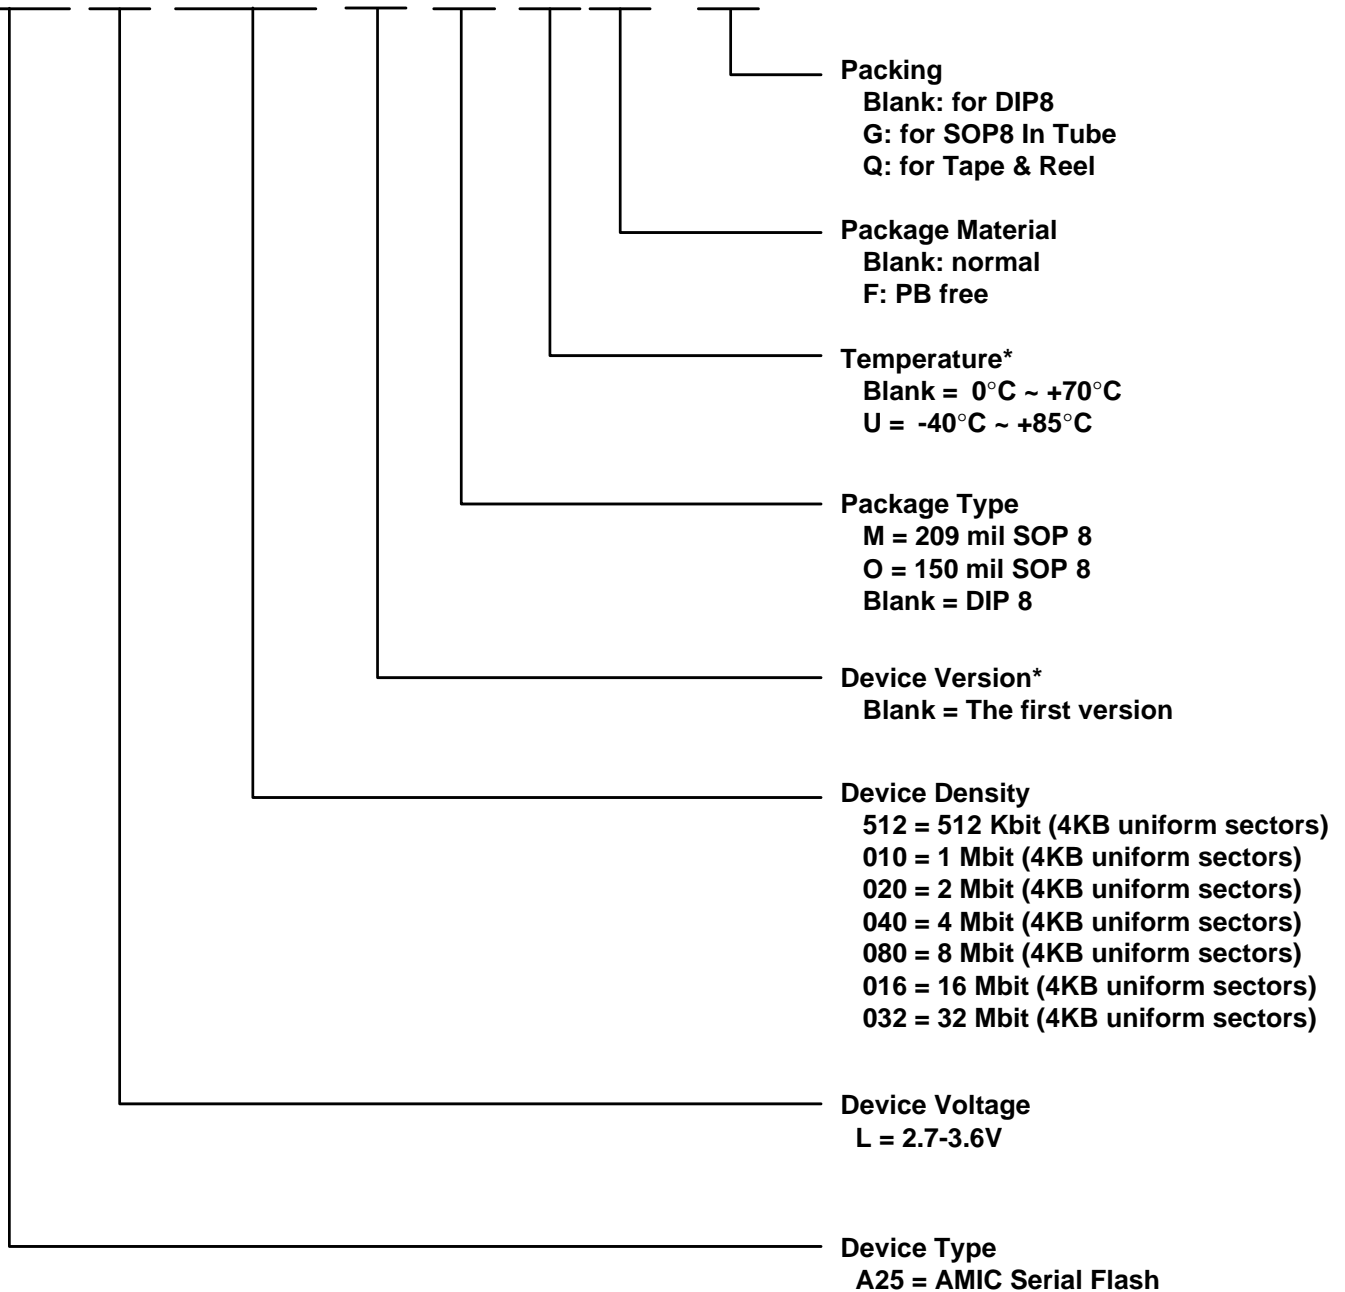 Packing
Blank: for DIP8
G: for SOP8 In Tube
Q: for Tape & Reel
Package Material
Blank: normal
F: PB free
Temperature*
Blank = 0°C ~ +70°C
U = -40°C ~ +85°C
Package Type
M = 209 mil SOP 8
O = 150 mil SOP 8
Blank = DIP 8
Device Version*
Blank = The first version
Device Density
512 = 512 Kbit (4KB uniform sectors)
010 = 1 Mbit (4KB uniform sectors)
020 = 2 Mbit (4KB uniform sectors)
040 = 4 Mbit (4KB uniform sectors)
080 = 8 Mbit (4KB uniform sectors)
016 = 16 Mbit (4KB uniform sectors)
032 = 32 Mbit (4KB uniform sectors)
Device Voltage
L = 2.7-3.6V
Device Type
A25 = AMIC Serial Flash